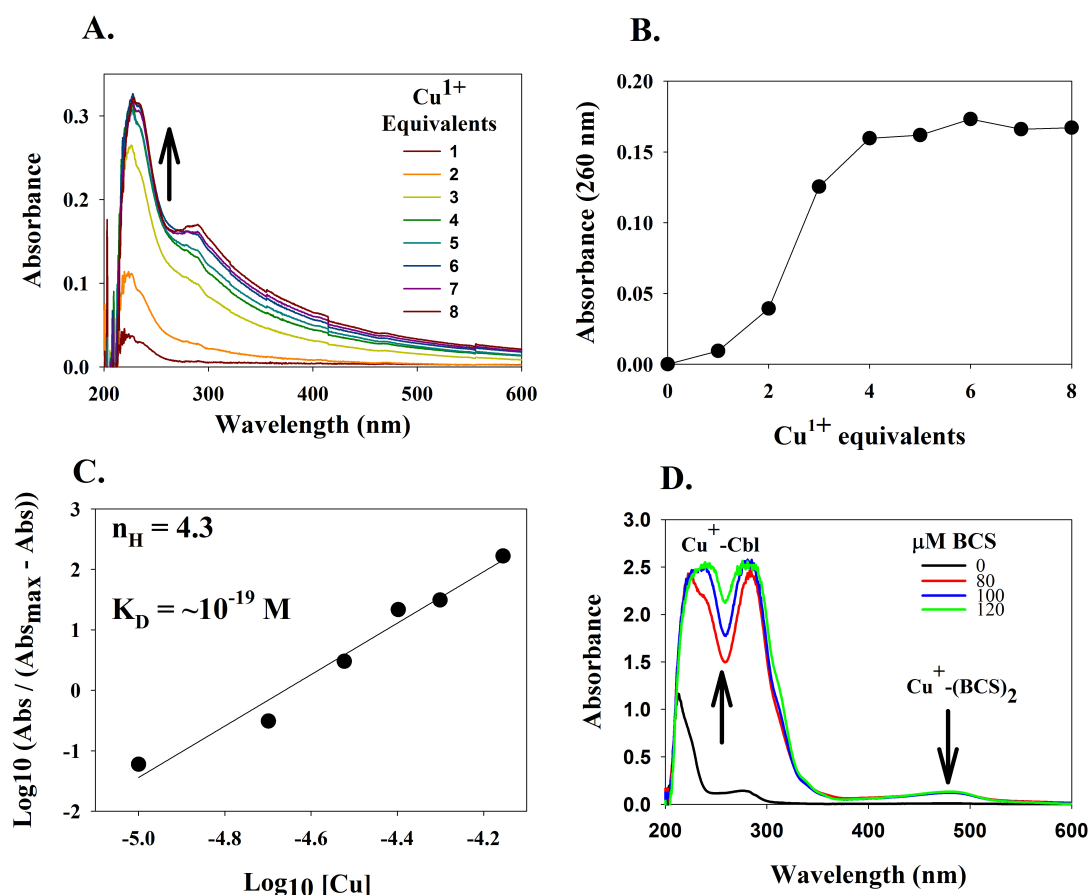 A.
Absorbance
0.3
0.2
0.1
0.0
200 300 400 500 600
Wavelength (nm)
Cu1+
Equivalents
1
2
3
4
5
6
7
8
B.
Absorbance (260 nm)
0.20
0.15
0.10
0.05
0.00
0 2 4 6 8
Cu1+ equivalents
C.
Log10 (Abs / (Absmax - Abs))
3
2
1
0
-1
-2
nH = 4.3
KD = ~10-19 M
-5.0 -4.8 -4.6 -4.4 -4.2
Log10 [Cu]
D.
Absorbance
3.0
2.5
2.0
1.5
1.0
0.5
0.0
Cu+-Cbl
µM BCS
0
80
100
120
Cu+-(BCS)2
200 300 400 500 600
Wavelength (nm)